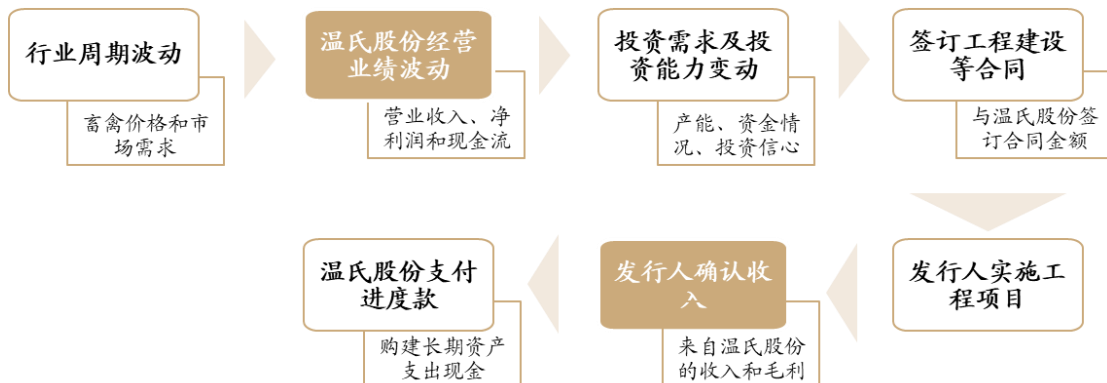 行业周期波动
畜禽价格和市
场需求
温氏股份经营
业绩波动
营业收入、净
利润和现金流
投资需求及投
资能力变动
产能、资金情
况、投资信心
签订工程建设
等合同
与温氏股份签
订合同金额
发行人实施工
程项目
发行人确认收
入
来自温氏股份
的收入和毛利
温氏股份支付
进度款
购建长期资产
支出现金